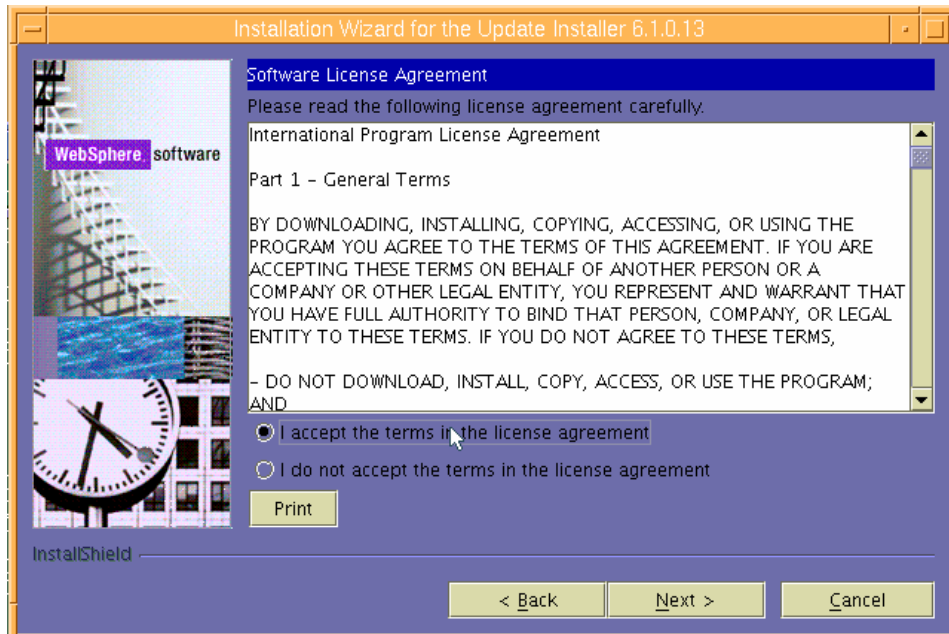 Installation Wizard for the Update Installer 6.1.0.13
WebSphere. software
Software License Agreement
Please read the following license agreement carefully.
International Program License Agreement
Part 1 – General Terms
BY DOWNLOADING, INSTALLING, COPYING, ACCESSING, OR USING THE
PROGRAM YOU AGREE TO THE TERMS OF THIS AGREEMENT. IF YOU ARE
ACCEPTING THESE TERMS ON BEHALF OF ANOTHER PERSON OR A
COMPANY OR OTHER LEGAL ENTITY, YOU REPRESENT AND WARRANT THAT
YOU HAVE FULL AUTHORITY TO BIND THAT PERSON, COMPANY, OR LEGAL
ENTITY TO THESE TERMS. IF YOU DO NOT AGREE TO THESE TERMS,
– DO NOT DOWNLOAD, INSTALL, COPY, ACCESS, OR USE THE PROGRAM;
AND
I accept the terms in the license agreement
I do not accept the terms in the license agreement
Print
InstallShield
< Back
Next >
Cancel